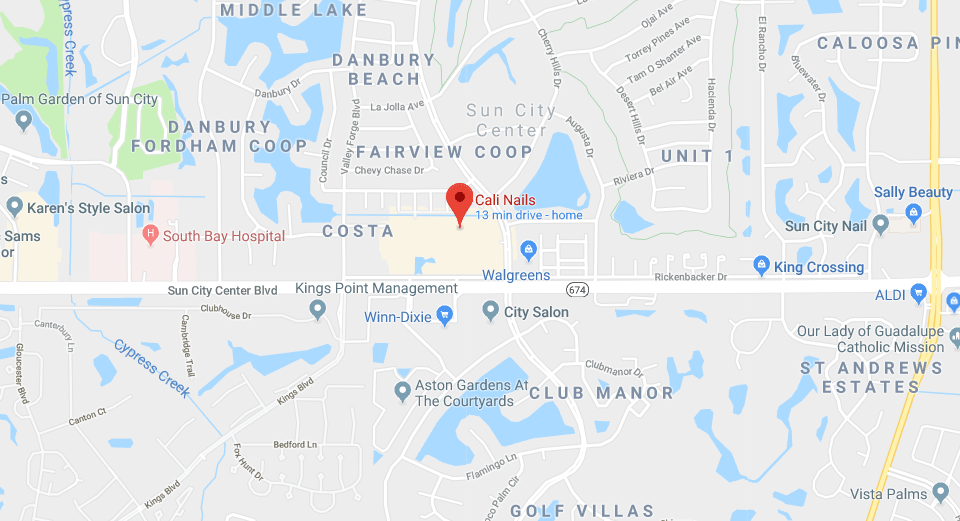 MIDDLE LAKE
Cypress Creek
Ojai Ave
Torrey Pines Ave
Tam O Shanter Ave
Bel Air Ave
Cherry Hills Dr
El Rancho Dr
CALOOSA PIN
Bluewater Dr
DANBURY
BEACH
Danbury Dr
La Jolla Ave
Valley Forge Blvd
Palm Garden of Sun City
Sun City
Center
Desert Hills Dr
Hacienda Dr
Augusta Dr
DANBURY
FORDHAM COOP
Council Dr
FAIRVIEW COOP
Chevy Chase Dr
UNIT 1
Riviera Dr
s
Karen's Style Salon
Cali Nails
13 min drive - home
Sally Beauty
Sun City Nail
Sams
or
South Bay Hospital
COSTA
Walgreens
Rickenbacker Dr
King Crossing
Sun City Center Blvd
Kings Point Management
674
ALDI
Clubhouse Dr
Winn-Dixie
City Salon
Canterbury Ln
Cambridge Trail
Gloucester Blvd
Cypress Creek
Our Lady of Guadalupe
Catholic Mission
ST ANDREWS
ESTATES
Clubmanor Dr
Kings Blvd
Aston Gardens At
The Courtyards
CLUB MANOR
Canton Ct
Bedford Ln
Fox Hunt Dr
Flamingo Ln
Kings Blvd
oco Palm Cir
GOLF VILLAS
Vista Palms